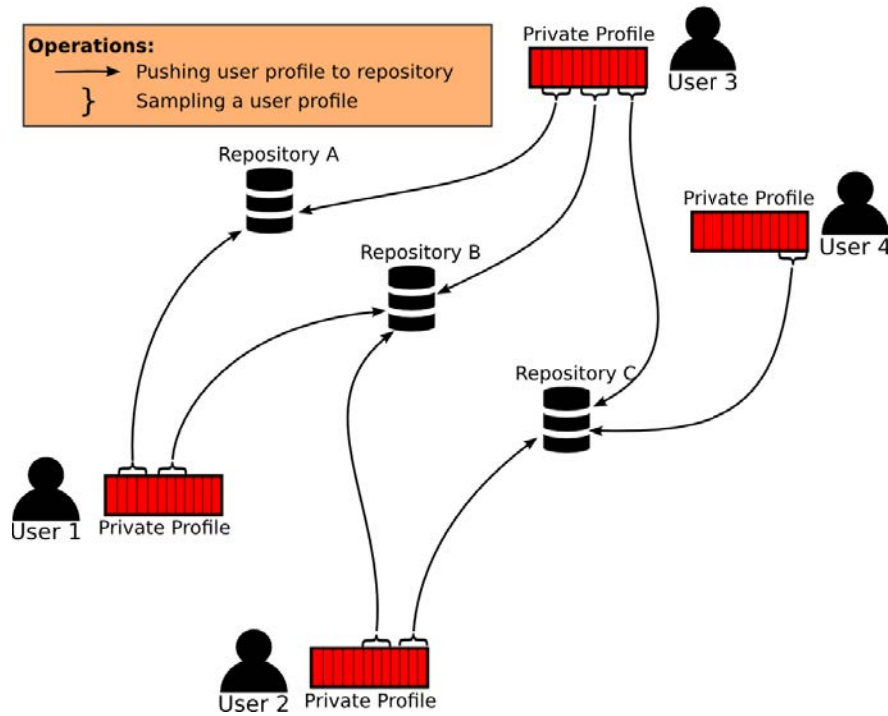 Operations:
Pushing user profile to repository
} Sampling a user profile
Private Profile
User 3
Repository A
Private Profile
User 4
Repository B
Repository C
User 1
Private Profile
User 2
Private Profile